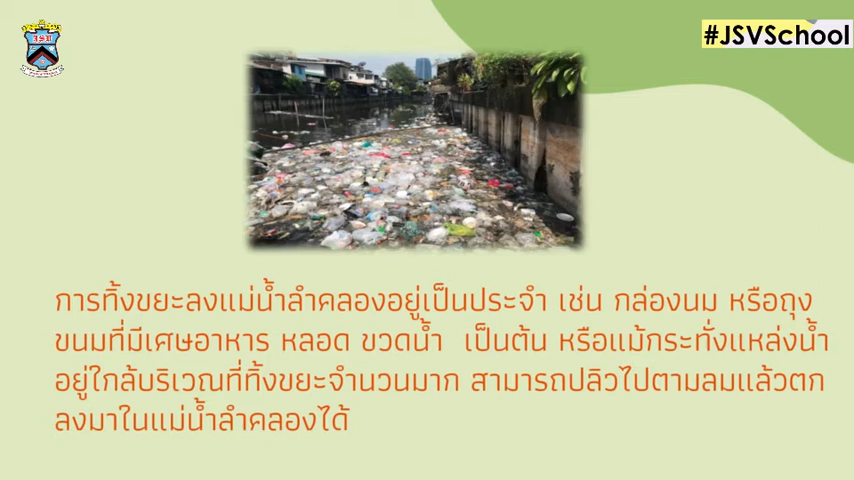 JSV
#JSVSchool
การทิ้งขยะลงแม่น้ำลำคลองอยู่เป็นประจำ เช่น กล่องนม หรือถุง
ขนมที่มีเศษอาหาร หลอด ขวดน้ำ เป็นต้น หรือแม้กระทั่งแหล่งน้ำ
อยู่ใกล้บริเวณที่ทิ้งขยะจำนวนมาก สามารถปลิวไปตามลมแล้วตก
ลงมาในแม่น้ำลำคลองได้